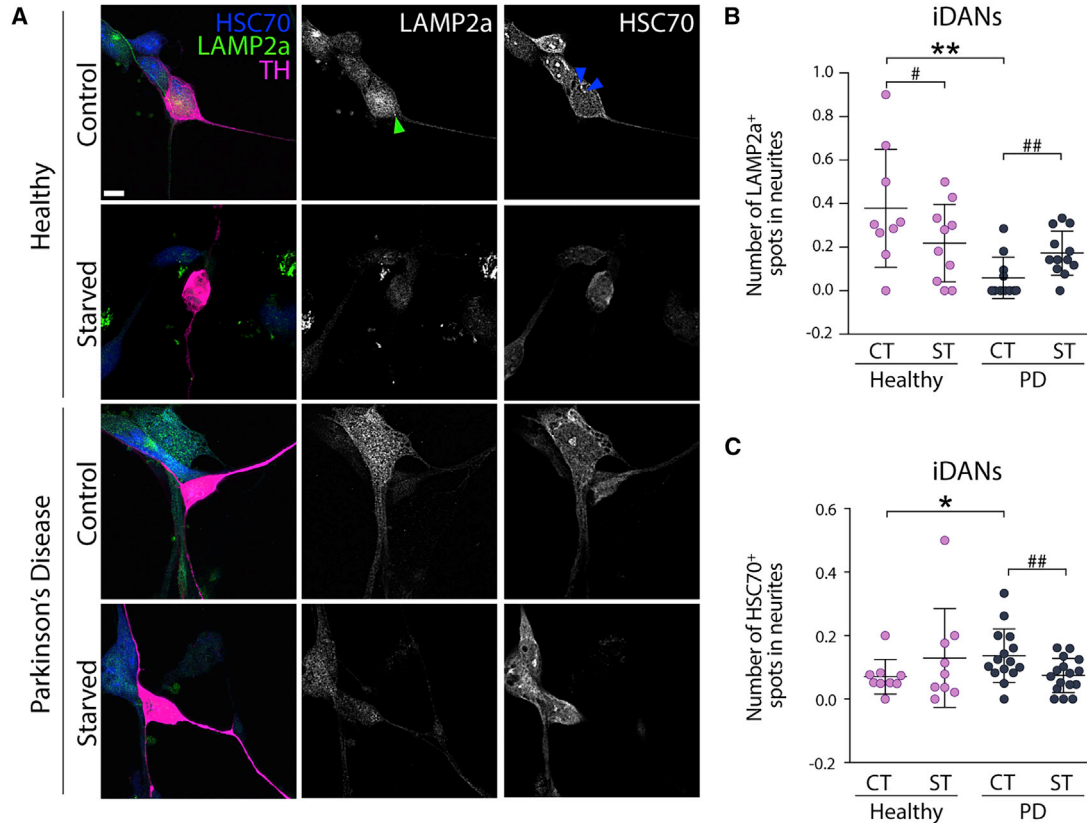 A
HSC70
LAMP2a
TH
LAMP2a
HSC70
Healthy
Control
Starved
Parkinson's Disease
Control
Starved
B
iDANs
**
#
##
Number of LAMP2a+
spots in neurites
1.0
0.8
0.6
0.4
0.2
0.0
-0.2
CT ST CT ST
Healthy PD
C
iDANs
*
##
Number of HSC70+
spots in neurites
0.6
0.4
0.2
0.0
-0.2
CT ST CT ST
Healthy PD